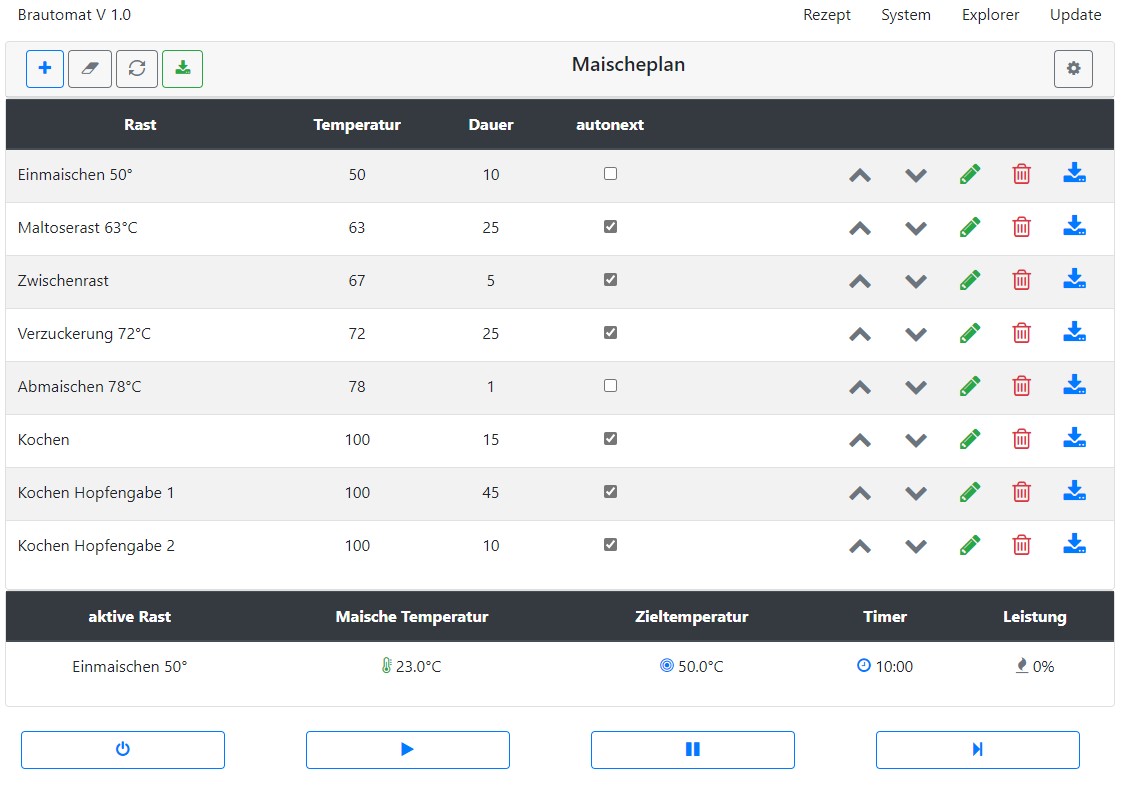 Brautomat V 1.0 Rezept System Explorer Update
Maischeplan
Rast Temperatur Dauer autonext
Einmaischen 50° 50 10
Maltoserast 63°C 63 25
Zwischenrast 67 5
Verzuckerung 72°C 72 25
Abmaischen 78°C 78 1
Kochen 100 15
Kochen Hopfengabe 1 100 45
Kochen Hopfengabe 2 100 10
aktive Rast Maische Temperatur Zieltemperatur Timer Leistung
Einmaischen 50° 23.0°C 50.0°C 10:00 0%